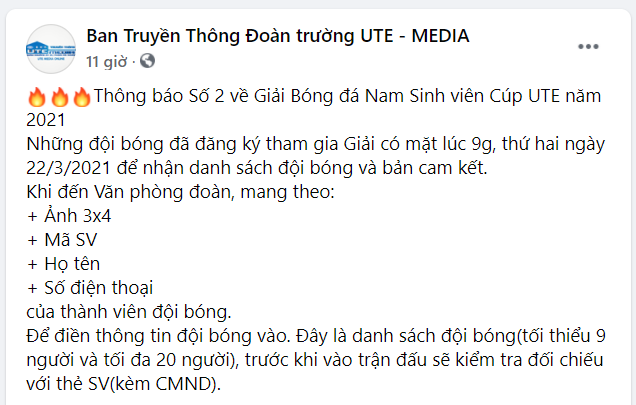 Ban Truyền Thông Đoàn trường UTE - MEDIA
11 giờ ·
🔥🔥🔥Thông báo Số 2 về Giải Bóng đá Nam Sinh viên Cúp UTE năm
2021
Những đội bóng đã đăng ký tham gia Giải có mặt lúc 9g, thứ hai ngày
22/3/2021 để nhận danh sách đội bóng và bản cam kết.
Khi đến Văn phòng đoàn, mang theo:
+ Ảnh 3x4
+ Mã SV
+ Họ tên
+ Số điện thoại
của thành viên đội bóng.
Để điền thông tin đội bóng vào. Đây là danh sách đội bóng(tối thiểu 9
người và tối đa 20 người), trước khi vào trận đấu sẽ kiểm tra đối chiếu
với thẻ SV(kèm CMND).